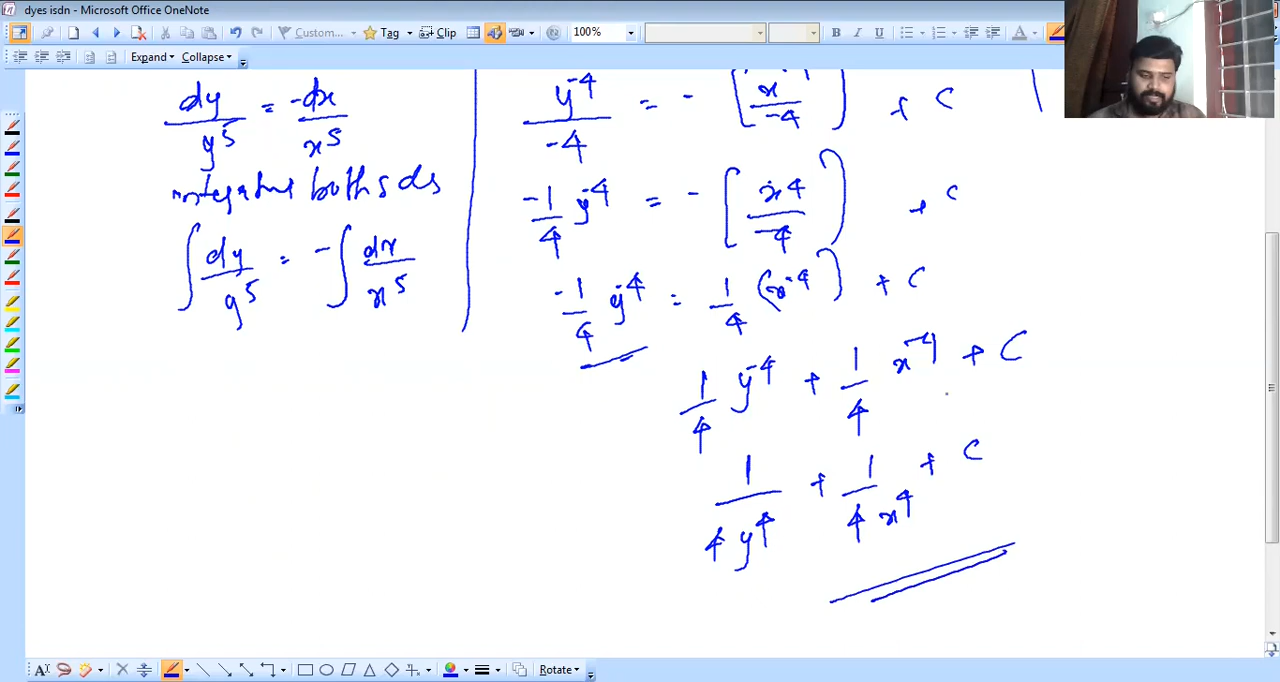 dyes isdn - Microsoft Office OneNote
Custom... Tag Clip 100% B I U A
Expand Collapse
dy/y^5 = -dx/x^5
both sides
∫ dy/y^5 = - ∫ dx/x^5
y^-4/-4 = - [x^-4/-4] + C
-1/4 y^-4 = - [x^4/-4] + C
-1/4 y^-4 = 1/4 (x^-4) + C
1/4 y^-4 + 1/4 x^-4 + C
1/4y^4 + 1/4x^4 + C
Rotate